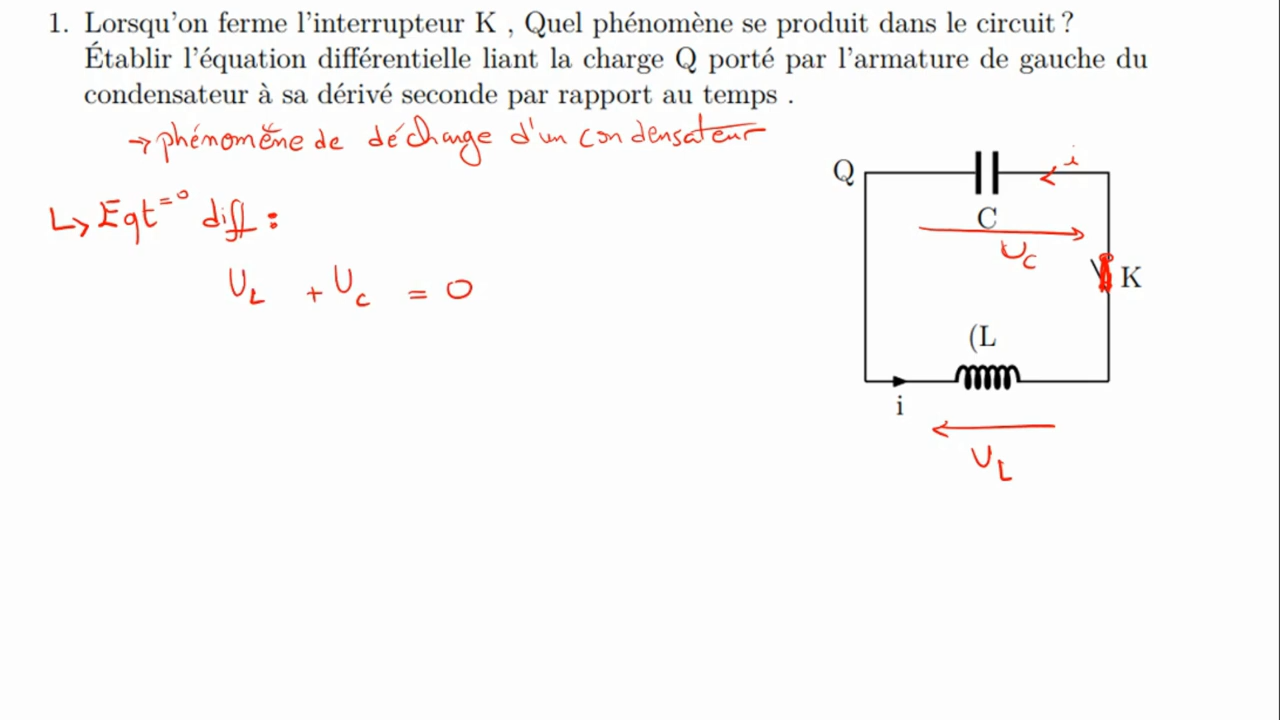 1. Lorsqu'on ferme l'interrupteur K , Quel phénomène se produit dans le circuit ?
Établir l'équation différentielle liant la charge Q porté par l'armature de gauche du
condensateur à sa dérivé seconde par rapport au temps .
→ phénomène de décharge d'un condensateur
↳ Eqt=° diff :
U_L + U_C = 0
Q
i
C
U_C
K
(L
i
U_L